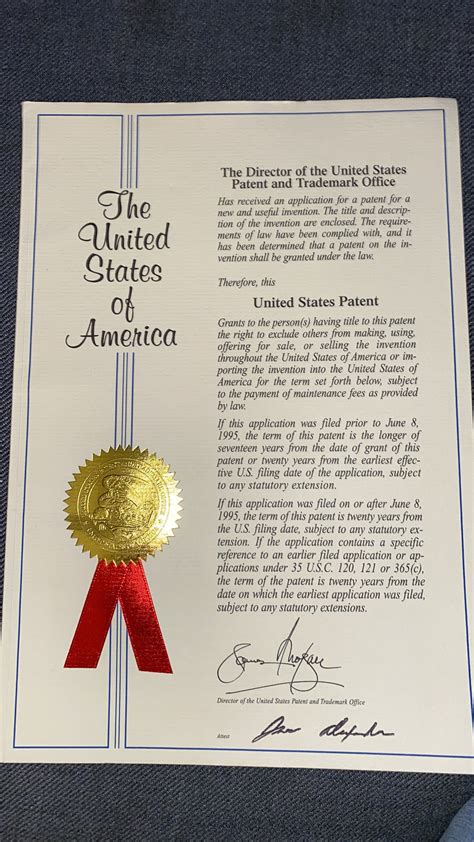 The
United
States
of
America
The Director of the United States
Patent and Trademark Office
Has received an application for a patent for a
new and useful invention. The title and descrip-
tion of the invention are enclosed. The require-
ments of law have been complied with, and it
has been determined that a patent on the in-
vention shall be granted under the law.
Therefore, this
United States Patent
Grants to the person(s) having title to this patent
the right to exclude others from making, using,
offering for sale, or selling the invention
throughout the United States of America or im-
porting the invention into the United States of
America for the term set forth below, subject
to the payment of maintenance fees as provided
by law.
If this application was filed prior to June 8,
1995, the term of this patent is the longer of
seventeen years from the date of grant of this
patent or twenty years from the earliest effec-
tive U.S. filing date of the application, subject
to any statutory extension.
If this application was filed on or after June 8,
1995, the term of this patent is twenty years from
the U.S. filing date, subject to any statutory ex-
tension. If the application contains a specific
reference to an earlier filed application or ap-
plications under 35 U.S.C. 120, 121 or 365(c),
the term of the patent is twenty years from the
date on which the earliest application was filed,
subject to any statutory extensions.
Director of the United States Patent and Trademark Office
Attest